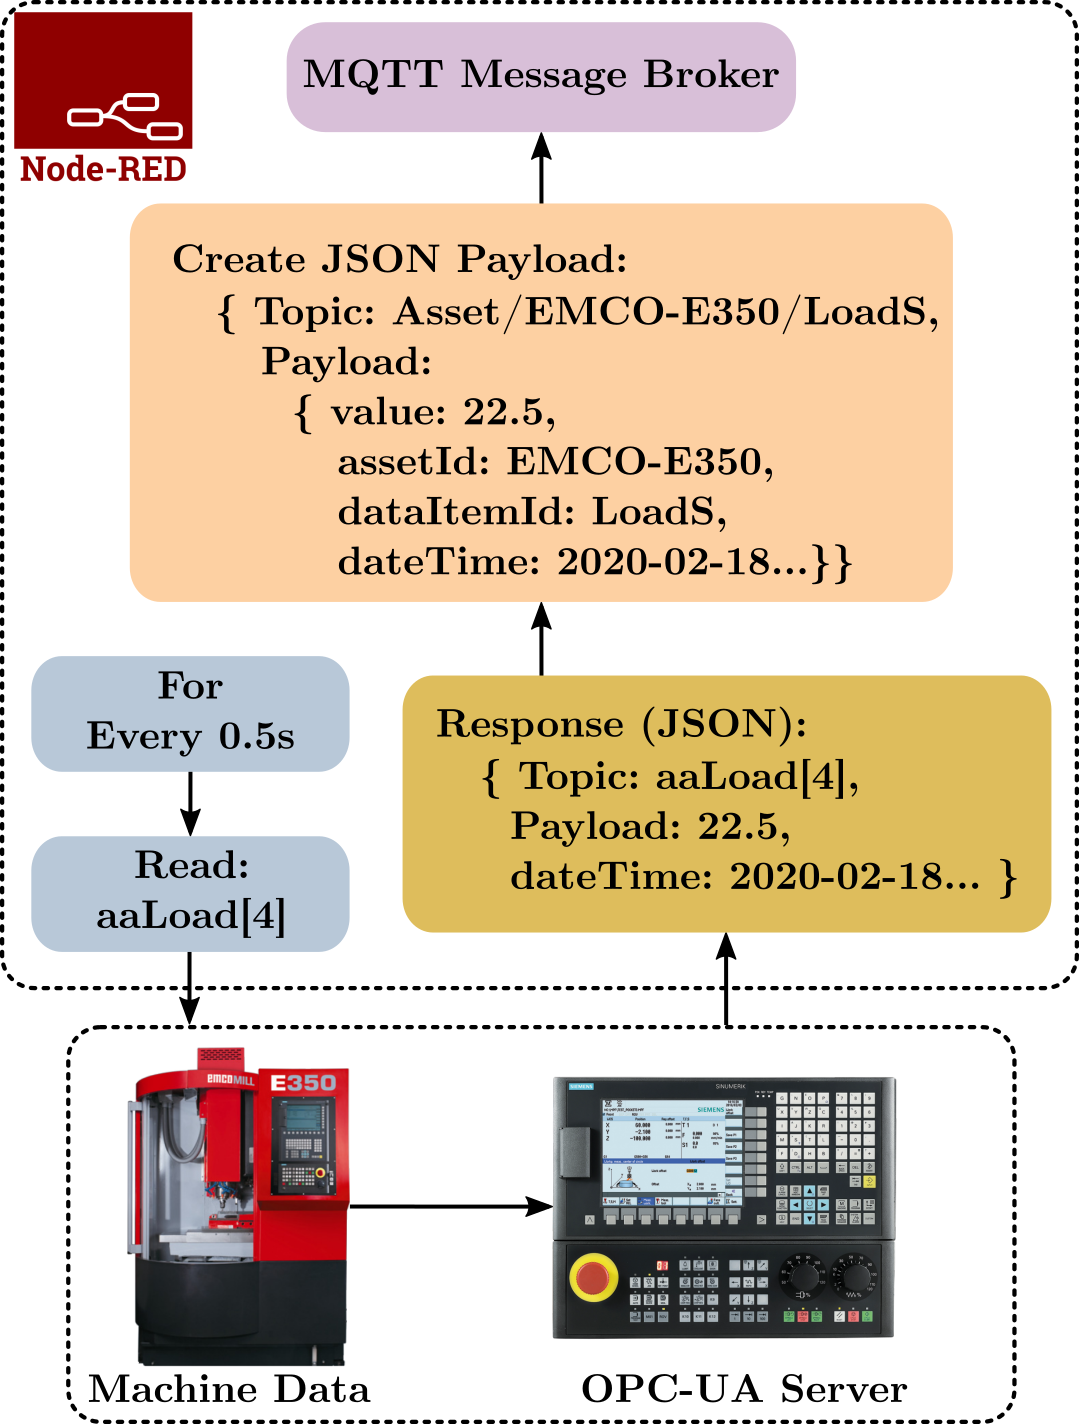 Node-RED
MQTT Message Broker
Create JSON Payload:
{ Topic: Asset/EMCO-E350/LoadS,
Payload:
{ value: 22.5,
assetId: EMCO-E350,
dataItemId: LoadS,
dateTime: 2020-02-18...}}
For
Every 0.5s
Read:
aaLoad[4]
Response (JSON):
{ Topic: aaLoad[4],
Payload: 22.5,
dateTime: 2020-02-18... }
emcoMILL
E350
SIEMENS
SINUMERIK
SIEMENS
Machine Data
OPC-UA Server